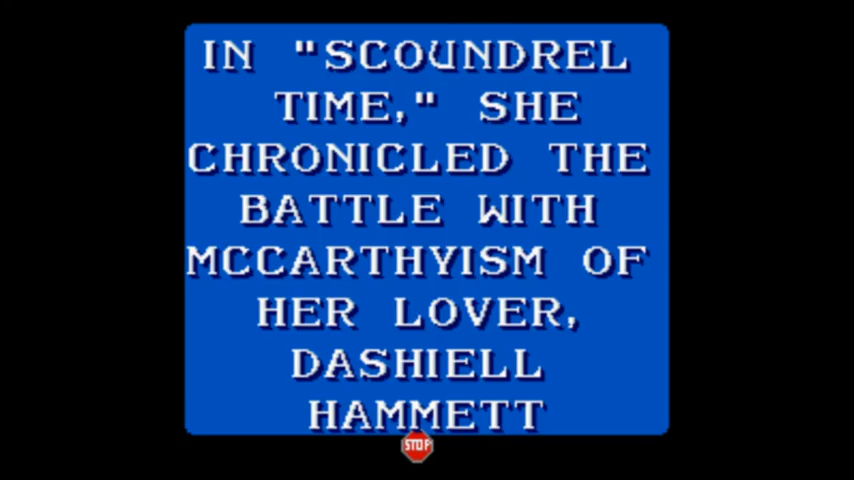 IN "SCOUNDREL
TIME," SHE
CHRONICLED THE
BATTLE WITH
MCCARTHYISM OF
HER LOVER,
DASHIELL
HAMMETT
STOP